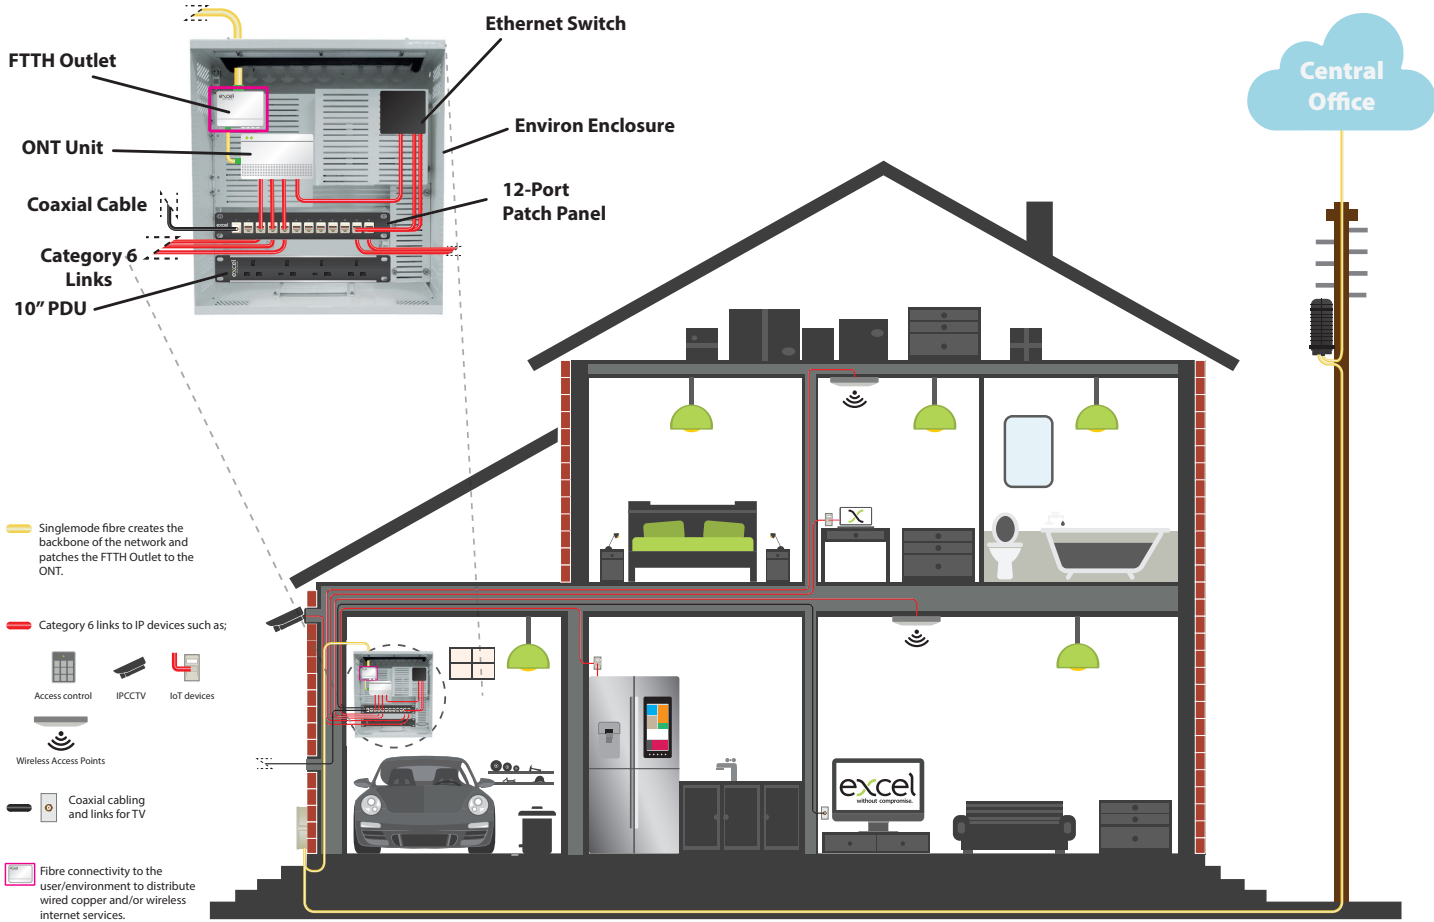 Ethernet Switch
FTTH Outlet
Central
Office
excel
Environ Enclosure
ONT Unit
12-Port
Patch Panel
Coaxial Cable
excel
Category 6
Links
excel
10” PDU
Singlemode fibre creates the
backbone of the network and
patches the FTTH Outlet to the
ONT.
Category 6 links to IP devices such as;
Access control
IPCCTV
IoT devices
Wireless Access Points
excel
without compromise.
Coaxial cabling
and links for TV
Fibre connectivity to the
user/environment to distribute
wired copper and/or wireless
internet services.